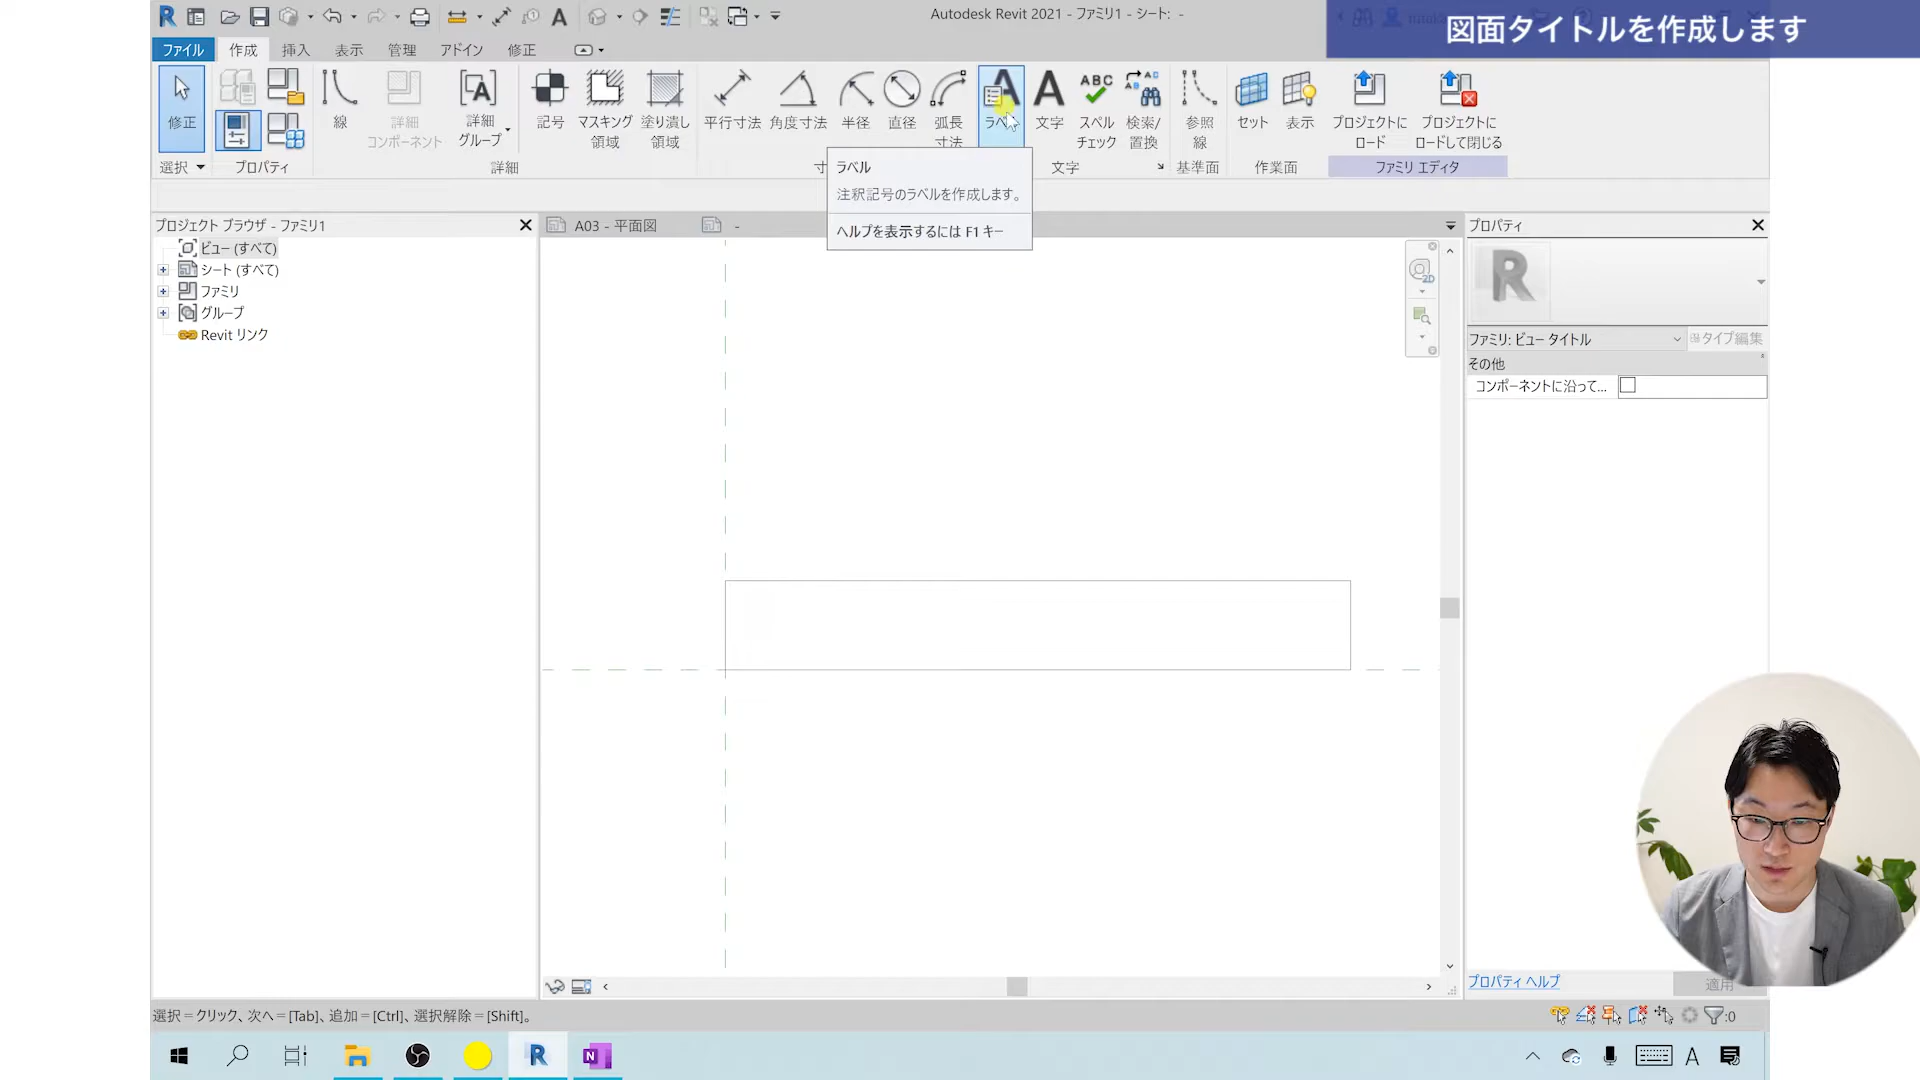 Autodesk Revit 2021 - ファミリ1 - シート: -
図面タイトルを作成します
ファイル 作成 挿入 表示 管理 アドイン 修正
修正
線
詳細
コンポーネント
詳細
グループ
記号
マスキング
領域
塗り潰し
領域
平行寸法
角度寸法
半径
直径
弧長
寸法
文字
スペル
チェック
検索/
置換
参照
線
セット
表示
プロジェクトに
ロード
プロジェクトに
ロードして閉じる
選択 プロパティ 詳細 寸 文字 基準面 作業面 ファミリ エディタ
ラベル
注釈記号のラベルを作成します。
ヘルプを表示するには F1 キー
プロジェクト ブラウザ - ファミリ1
ビュー (すべて)
シート (すべて)
ファミリ
グループ
Revit リンク
A03 - 平面図
-
2D
プロパティ
ファミリ: ビュー タイトル
タイプ編集
その他
コンポーネントに沿って...
プロパティ ヘルプ
適用
選択＝クリック、次へ＝[Tab]、追加＝[Ctrl]、選択解除＝[Shift]。
:0
A